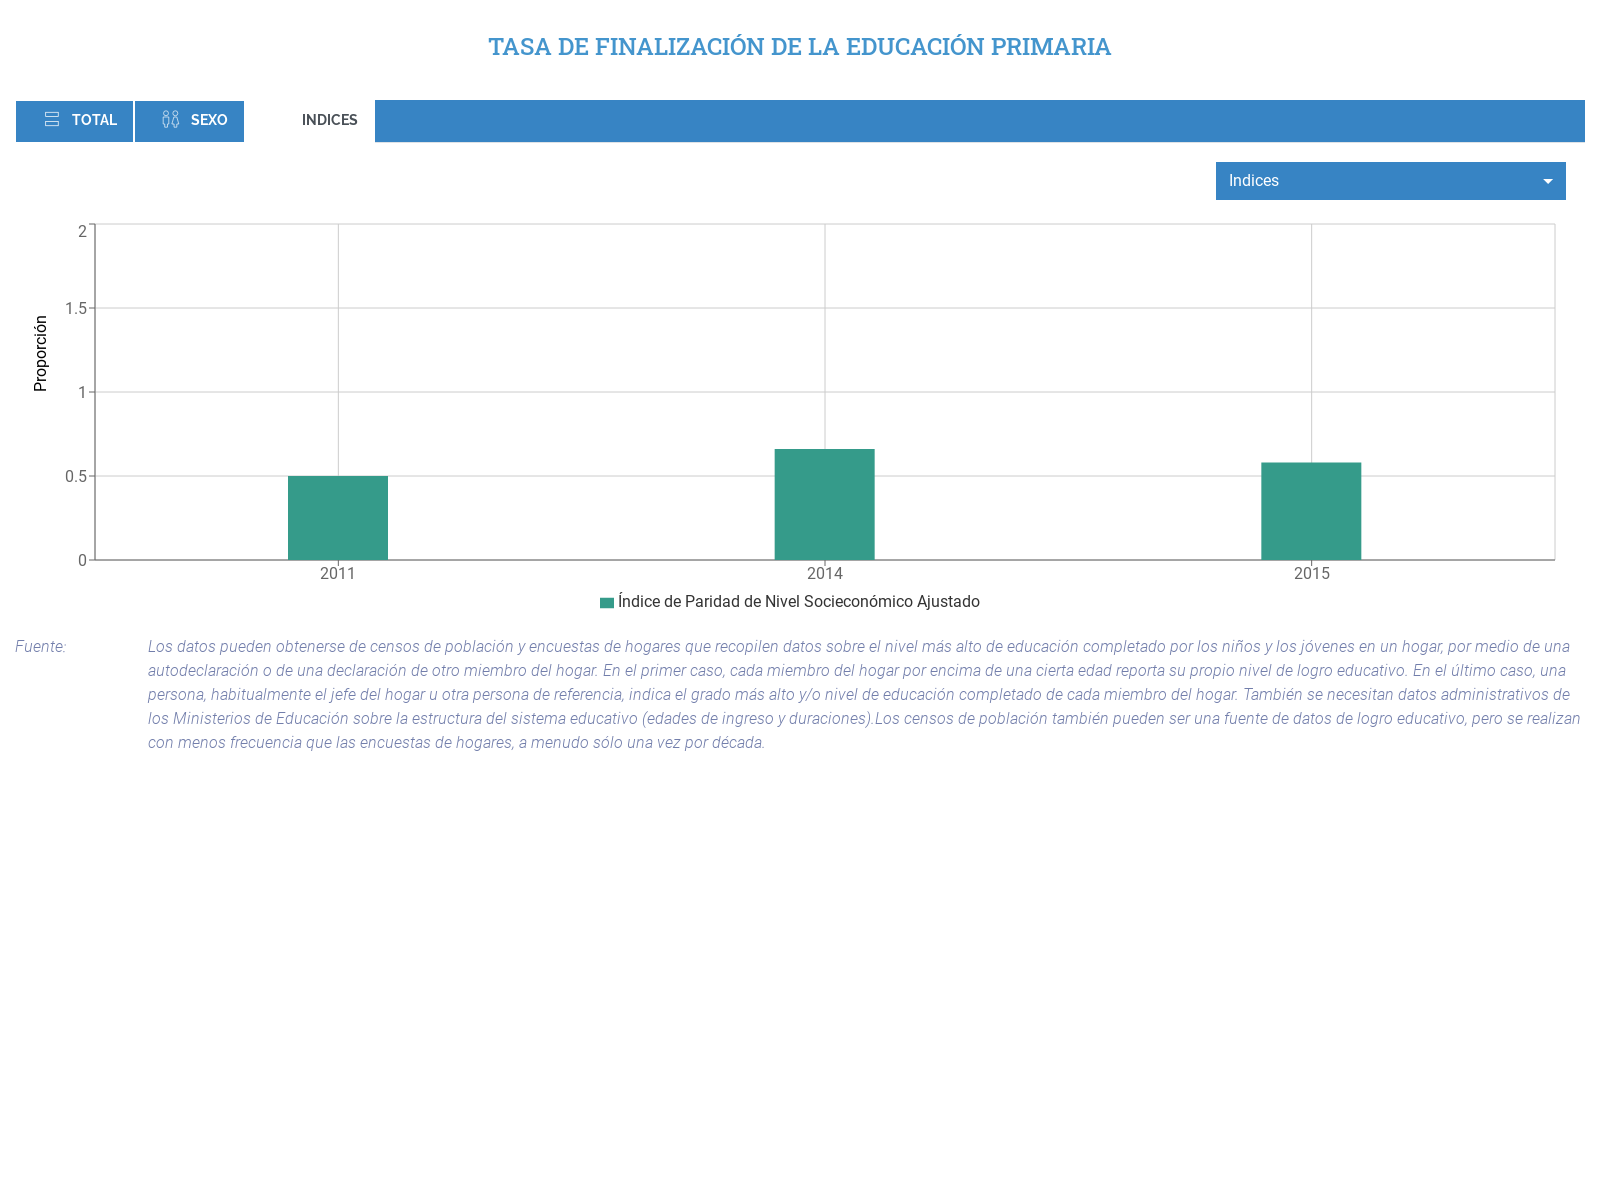 TASA DE FINALIZACIÓN DE LA EDUCACIÓN PRIMARIA
TOTAL
SEXO
INDICES
Indices
2
1.5
1
0.5
0
Proporción
2011
2014
2015
Índice de Paridad de Nivel Socieconómico Ajustado
Fuente:
Los datos pueden obtenerse de censos de población y encuestas de hogares que recopilen datos sobre el nivel más alto de educación completado por los niños y los jóvenes en un hogar, por medio de una
autodeclaración o de una declaración de otro miembro del hogar. En el primer caso, cada miembro del hogar por encima de una cierta edad reporta su propio nivel de logro educativo. En el último caso, una
persona, habitualmente el jefe del hogar u otra persona de referencia, indica el grado más alto y/o nivel de educación completado de cada miembro del hogar. También se necesitan datos administrativos de
los Ministerios de Educación sobre la estructura del sistema educativo (edades de ingreso y duraciones).Los censos de población también pueden ser una fuente de datos de logro educativo, pero se realizan
con menos frecuencia que las encuestas de hogares, a menudo sólo una vez por década.